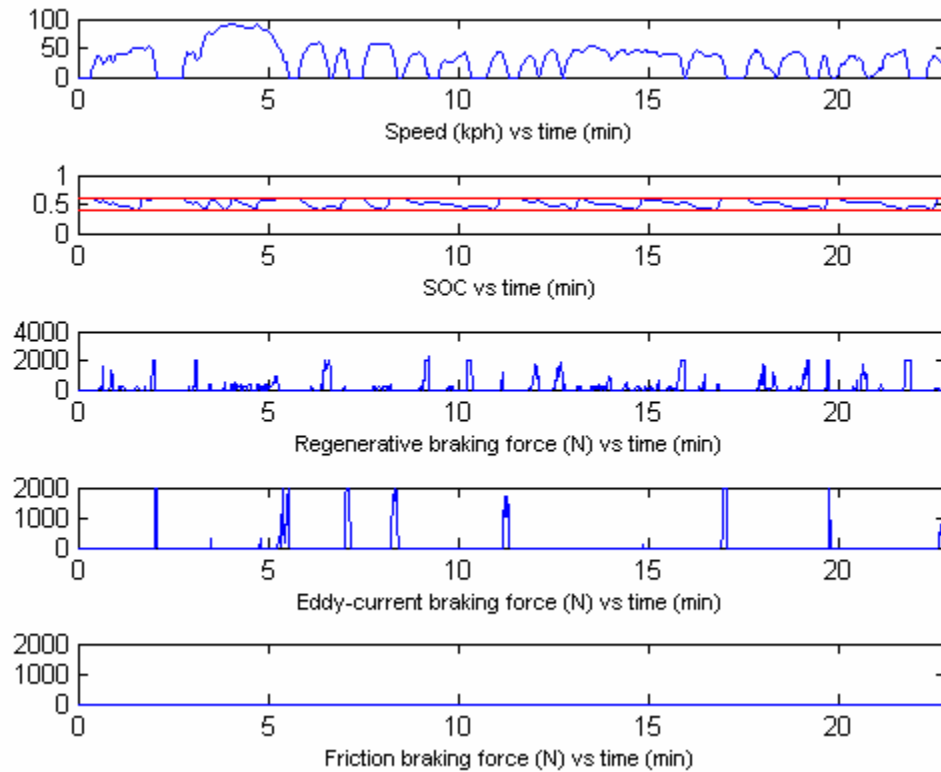 100
50
0
0 5 10 15 20
Speed (kph) vs time (min)
1
0.5
0
0 5 10 15 20
SOC vs time (min)
4000
2000
0
0 5 10 15 20
Regenerative braking force (N) vs time (min)
2000
1000
0
0 5 10 15 20
Eddy-current braking force (N) vs time (min)
2000
1000
0
0 5 10 15 20
Friction braking force (N) vs time (min)